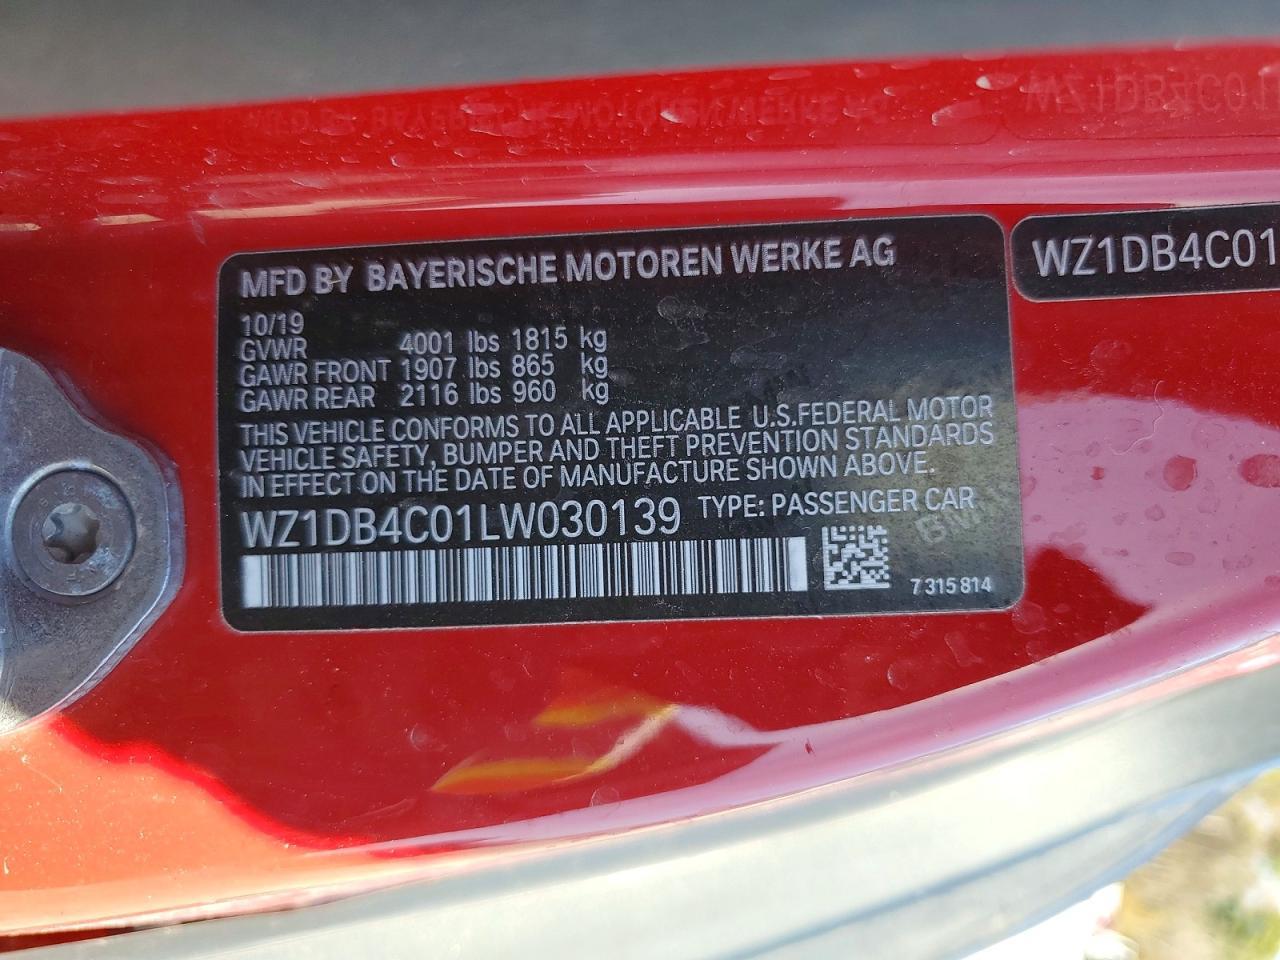 MFD BY BAYERISCHE MOTOREN WERKE AG
10/19
GVWR 4001 lbs 1815 kg
GAWR FRONT 1907 lbs 865 kg
GAWR REAR 2116 lbs 960 kg
THIS VEHICLE CONFORMS TO ALL APPLICABLE U.S.FEDERAL MOTOR
VEHICLE SAFETY, BUMPER AND THEFT PREVENTION STANDARDS
IN EFFECT ON THE DATE OF MANUFACTURE SHOWN ABOVE.
WZ1DB4C01LW030139 TYPE: PASSENGER CAR
BMW
7 315 814
WZ1DB4C01